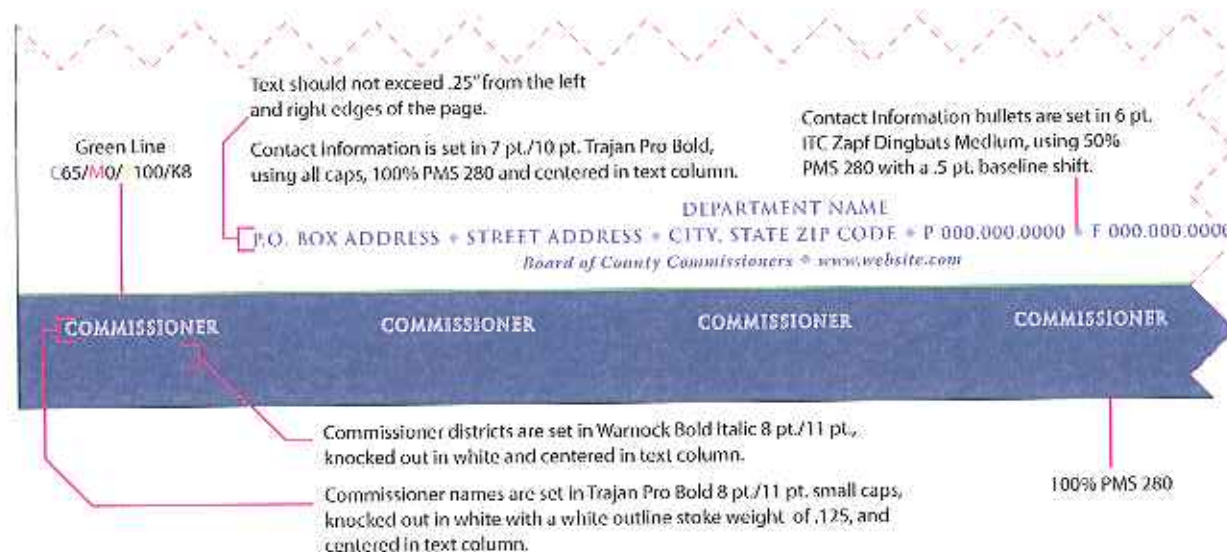 Text should not exceed .25" from the left
and right edges of the page.
Contact Information is set in 7 pt./10 pt. Trajan Pro Bold,
using all caps, 100% PMS 280 and centered in text column.
Contact Information bullets are set in 6 pt.
ITC Zapf Dingbats Medium, using 50%
PMS 280 with a .5 pt. baseline shift.
Green Line
C65/M0/ 100/K8
DEPARTMENT NAME
P.O. BOX ADDRESS + STREET ADDRESS + CITY, STATE ZIP CODE + P 000.000.0000 + F 000.000.0000
Board of County Commissioners + www.website.com
COMMISSIONER COMMISSIONER COMMISSIONER COMMISSIONER
Commissioner districts are set in Warnock Bold Italic 8 pt./11 pt.,
knocked out in white and centered in text column.
Commissioner names are set in Trajan Pro Bold 8 pt./11 pt. small caps,
knocked out in white with a white outline stoke weight of .125, and
centered in text column.
100% PMS 280